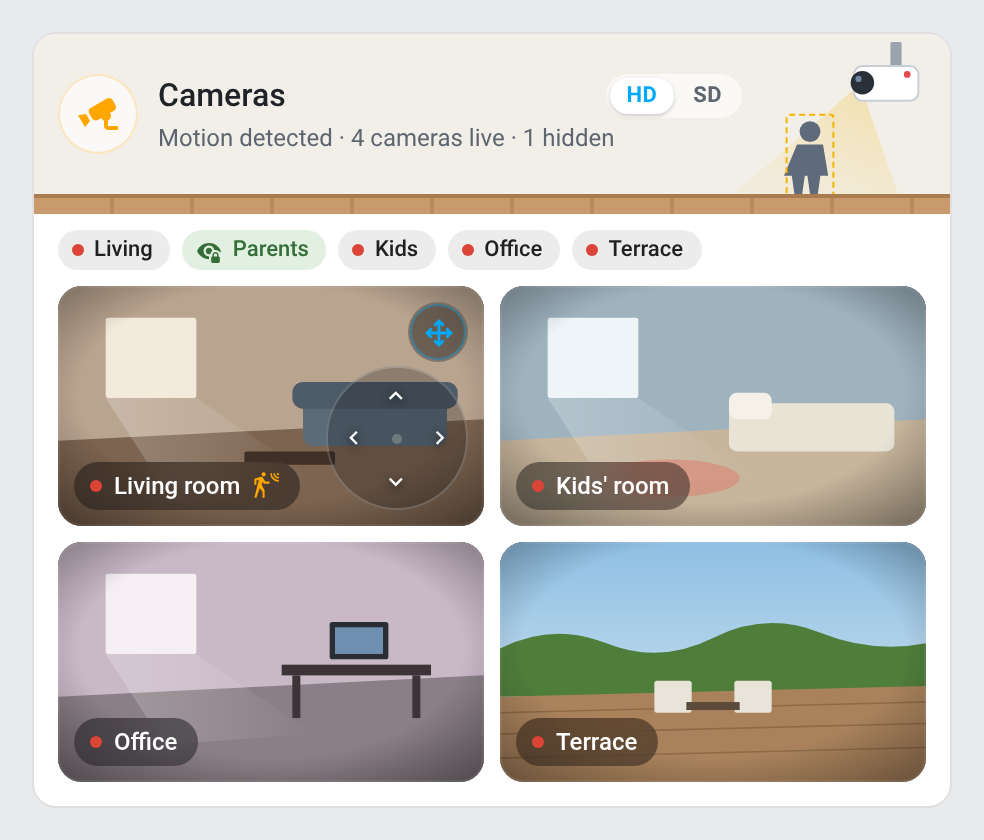 Cameras
HD SD
Motion detected · 4 cameras live · 1 hidden
Living Parents Kids Office Terrace
Living room
Kids' room
Office
Terrace